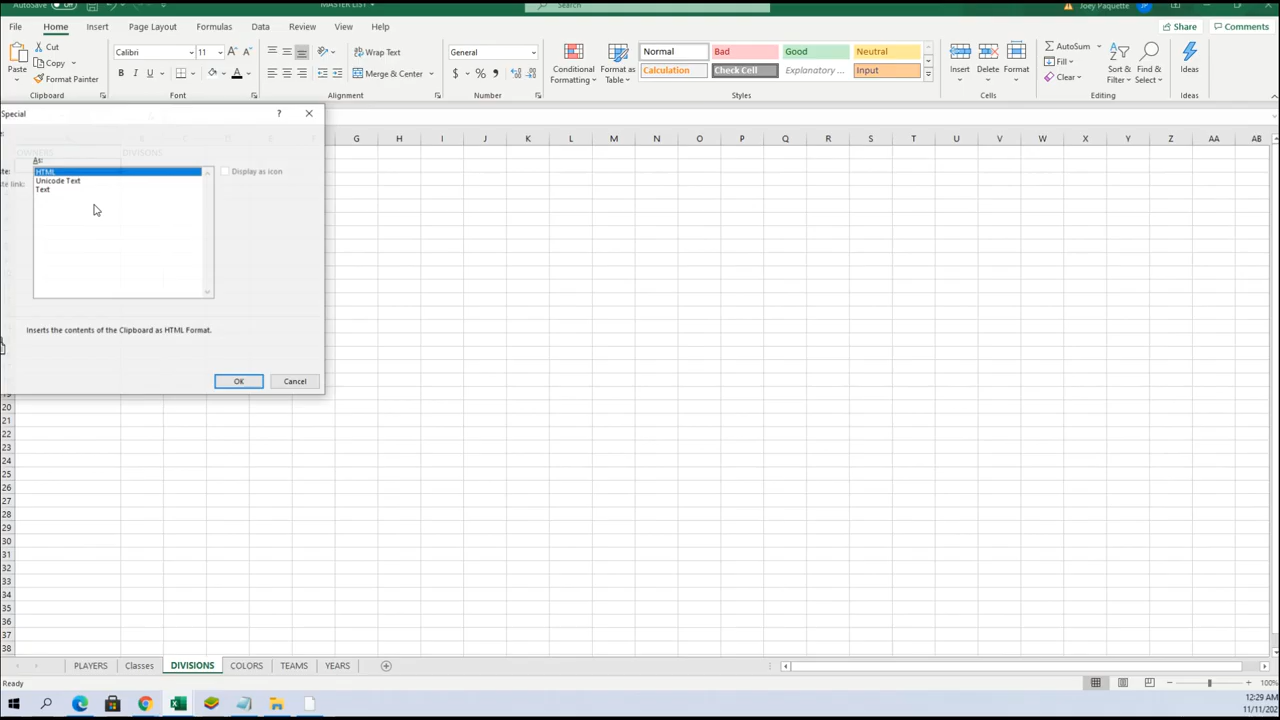 AutoSave Off MASTER LIST Search Joey Paquette JP
File Home Insert Page Layout Formulas Data Review View Help Share Comments
Cut Calibri 11 Wrap Text General Normal Bad Good Neutral AutoSum
Copy Fill
Paste Format Painter Merge & Center Conditional Formatting Format as Table Calculation Check Cell Explanatory ... Input Insert Delete Format Clear Sort & Filter Find & Select Ideas
Clipboard Font Alignment Number Styles Cells Editing Ideas
Special ?
G H I J K L M N O P Q R S T U V W X Y Z AA AB
OWNERS DIVISONS
As:
HTML Display as icon
Unicode Text
Text
Inserts the contents of the Clipboard as HTML Format.
OK Cancel
19
20
21
22
23
24
25
26
27
28
29
30
31
32
33
34
35
36
37
38
PLAYERS Classes DIVISIONS COLORS TEAMS YEARS
Ready 100%
12:29 AM
11/11/202